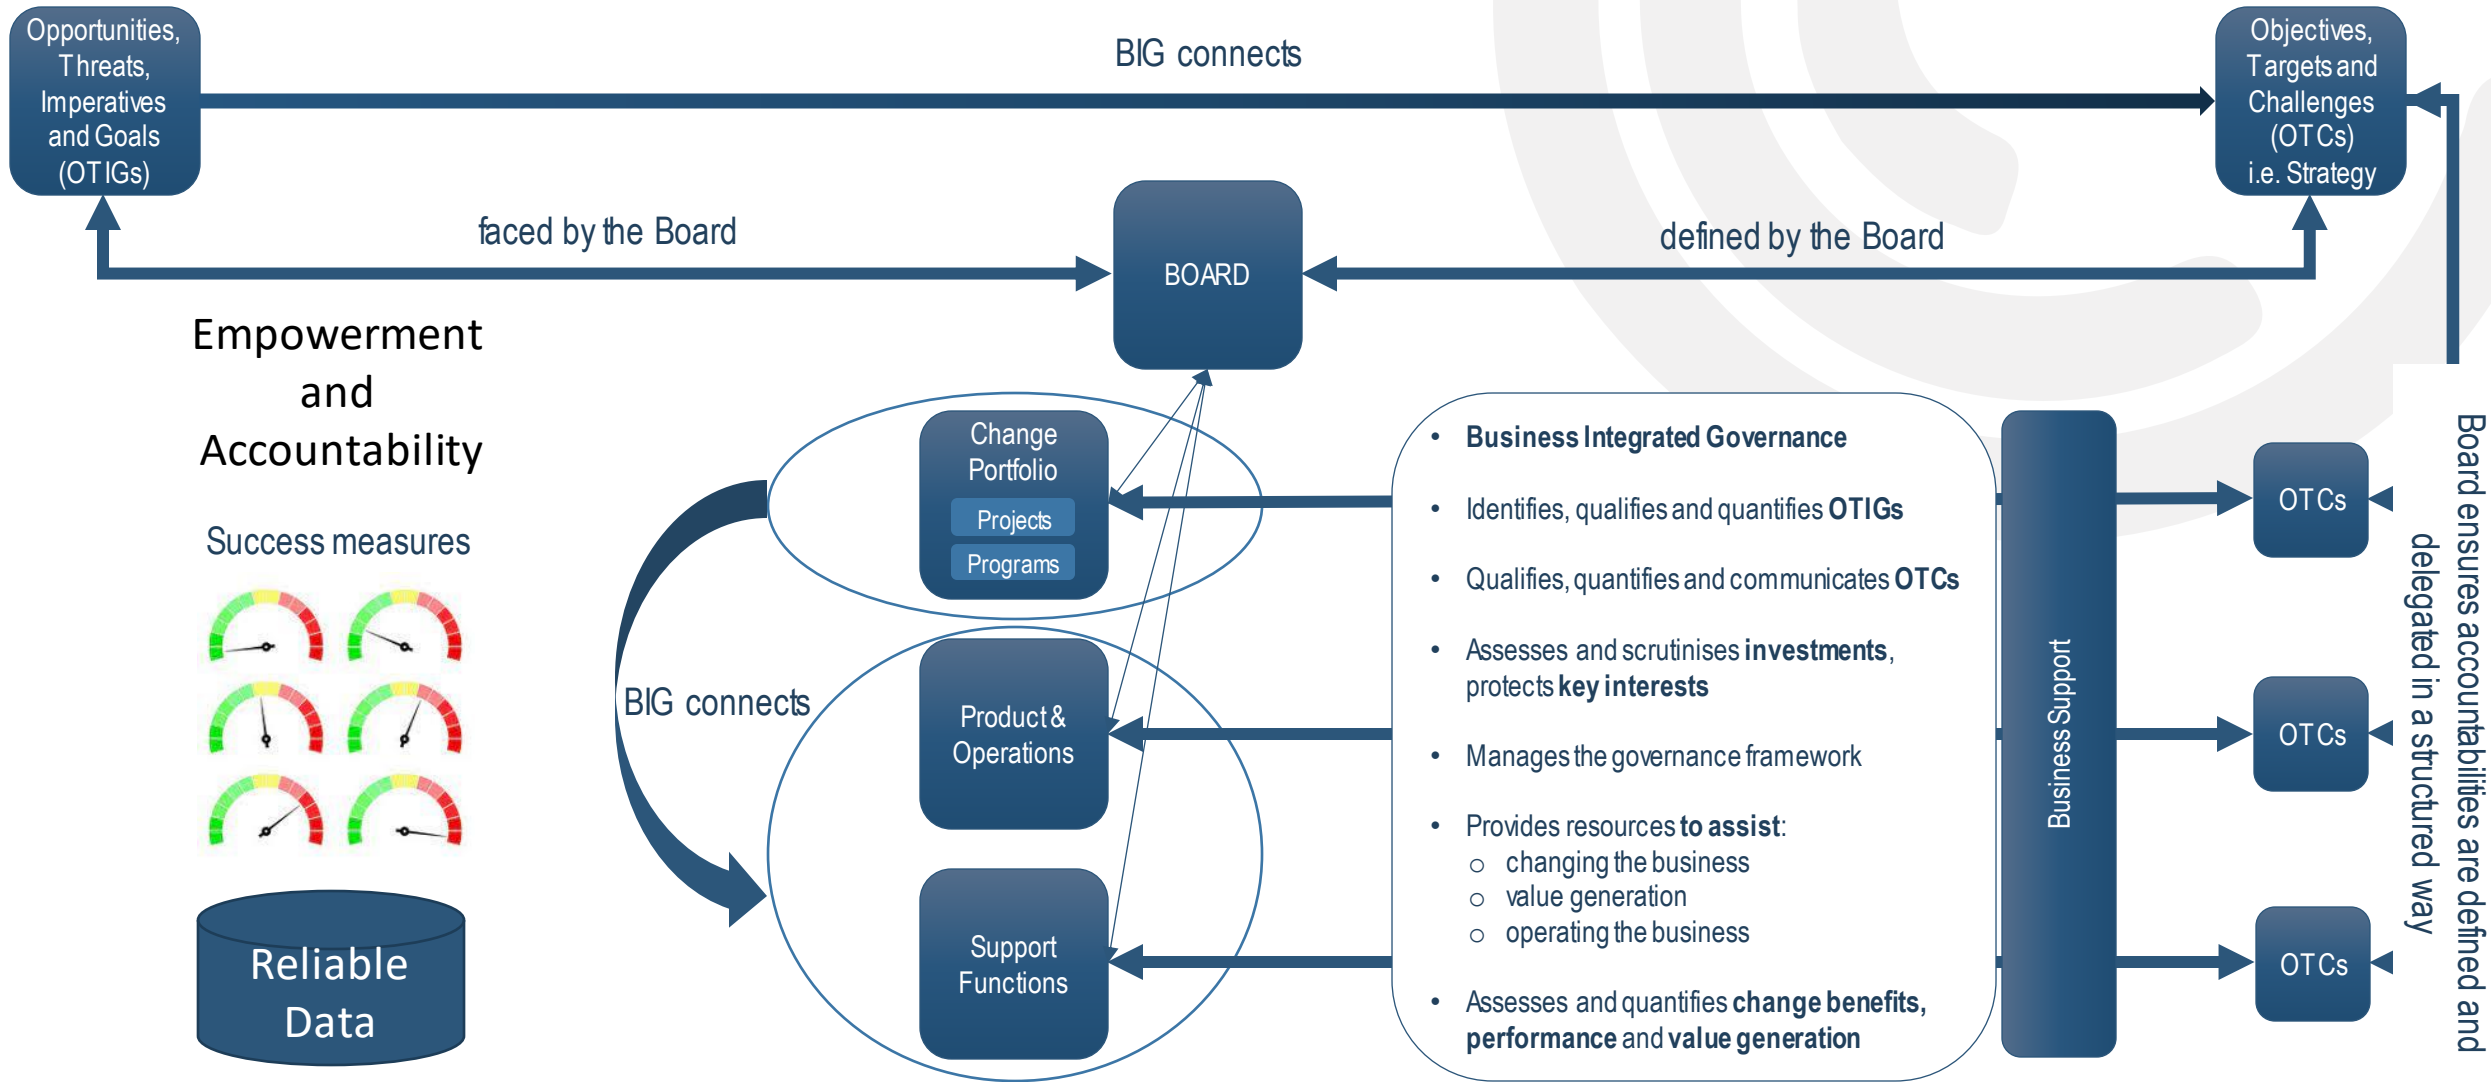 Opportunities,
Threats,
Imperatives
and Goals
(OTIGs)
BIG connects
Objectives,
Targets and
Challenges
(OTCs)
i.e. Strategy
faced by the Board
BOARD
defined by the Board
Empowerment
and
Accountability
Success measures
Reliable
Data
BIG connects
Change
Portfolio
Projects
Programs
Product &
Operations
Support
Functions
• Business Integrated Governance
• Identifies, qualifies and quantifies OTIGs
• Qualifies, quantifies and communicates OTCs
• Assesses and scrutinises investments,
protects key interests
• Manages the governance framework
• Provides resources to assist:
o changing the business
o value generation
o operating the business
• Assesses and quantifies change benefits,
performance and value generation
Business Support
OTCs
OTCs
OTCs
Board ensures accountabilities are defined and
delegated in a structured way